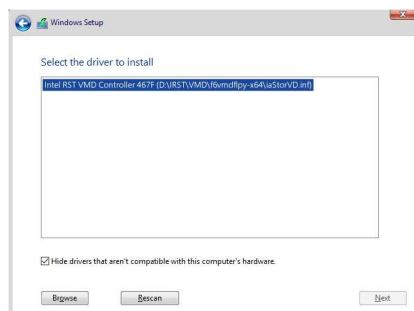 Windows Setup
Select the driver to install
Intel RST VMD Controller 467F (D:\IRST\VMD\f6vmdflpy-x64\iaStorVD.inf)
Hide drivers that aren't compatible with this computer's hardware.
Browse Rescan Next